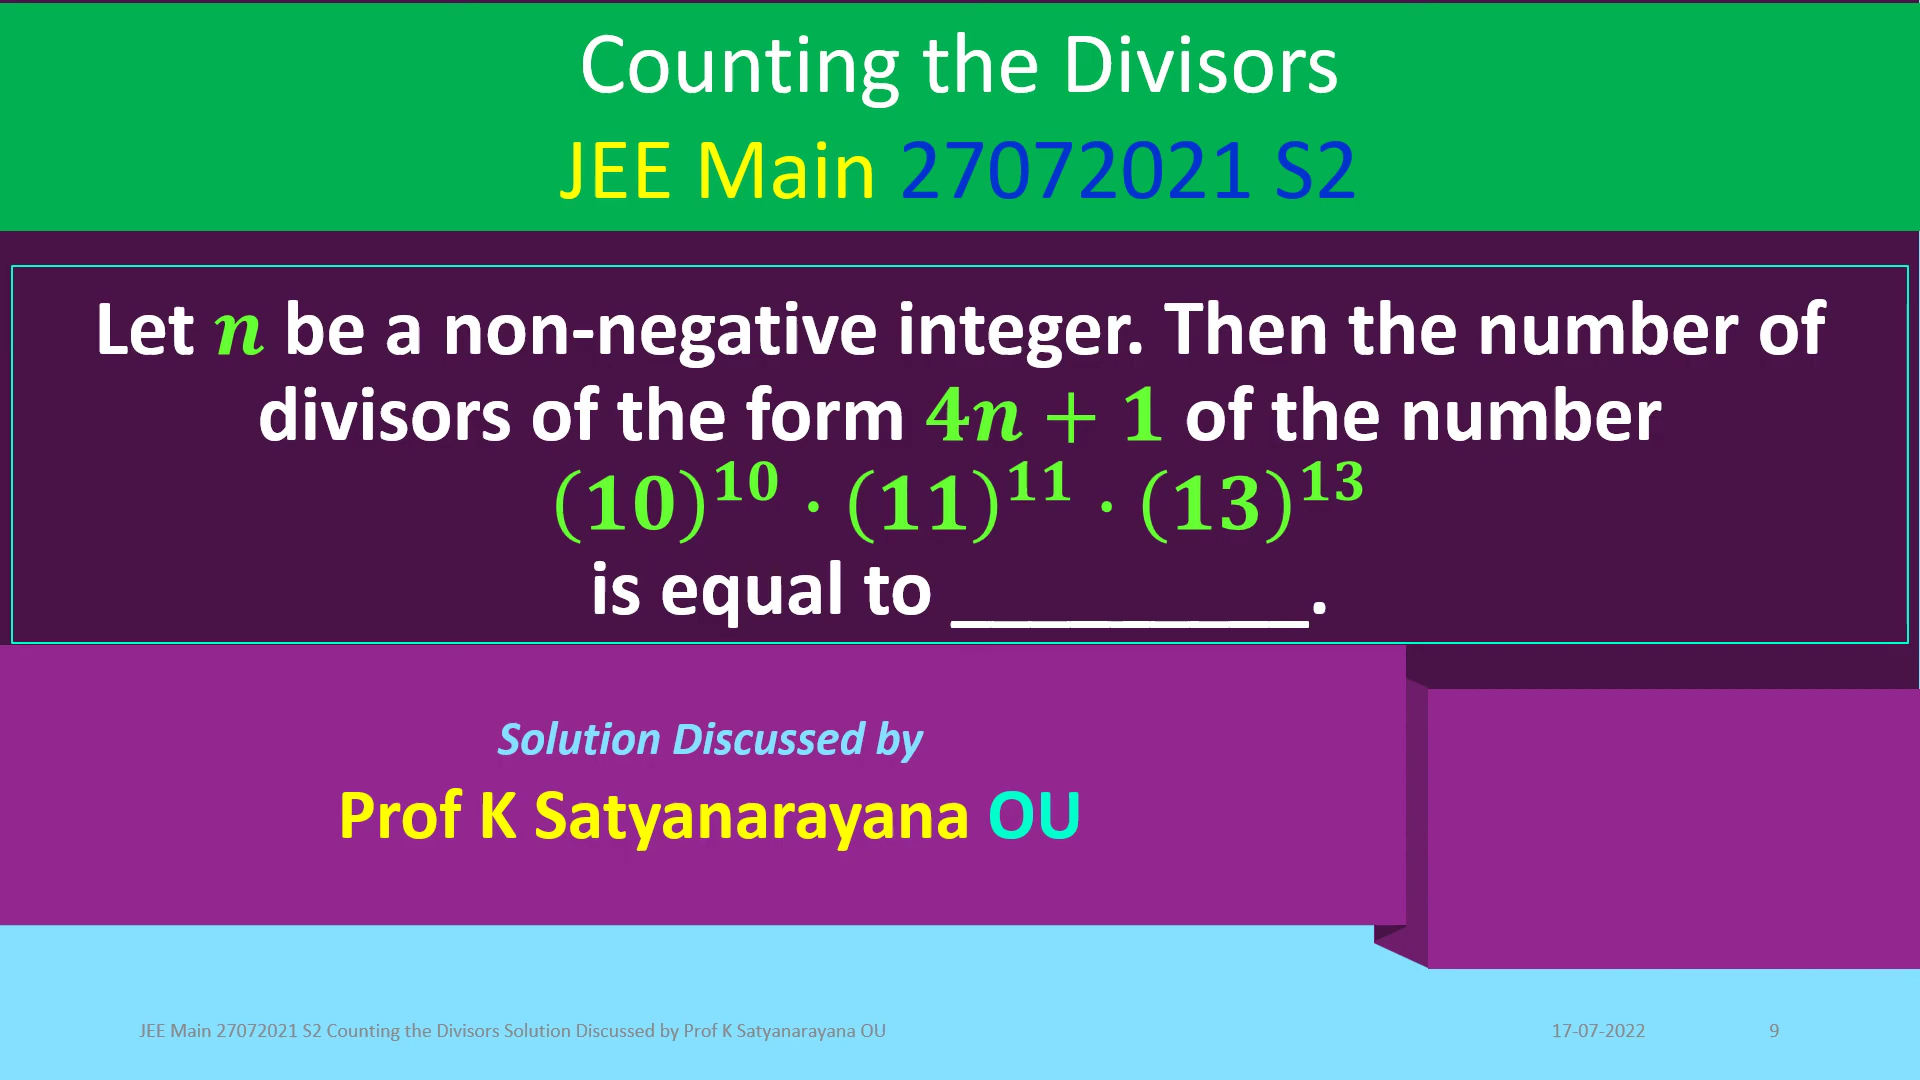 Counting the Divisors
JEE Main 27072021 S2
Let n be a non-negative integer. Then the number of
divisors of the form 4n + 1 of the number
(10)^10 · (11)^11 · (13)^13
is equal to __________.
Solution Discussed by
Prof K Satyanarayana OU
JEE Main 27072021 S2 Counting the Divisors Solution Discussed by Prof K Satyanarayana OU 17-07-2022 9